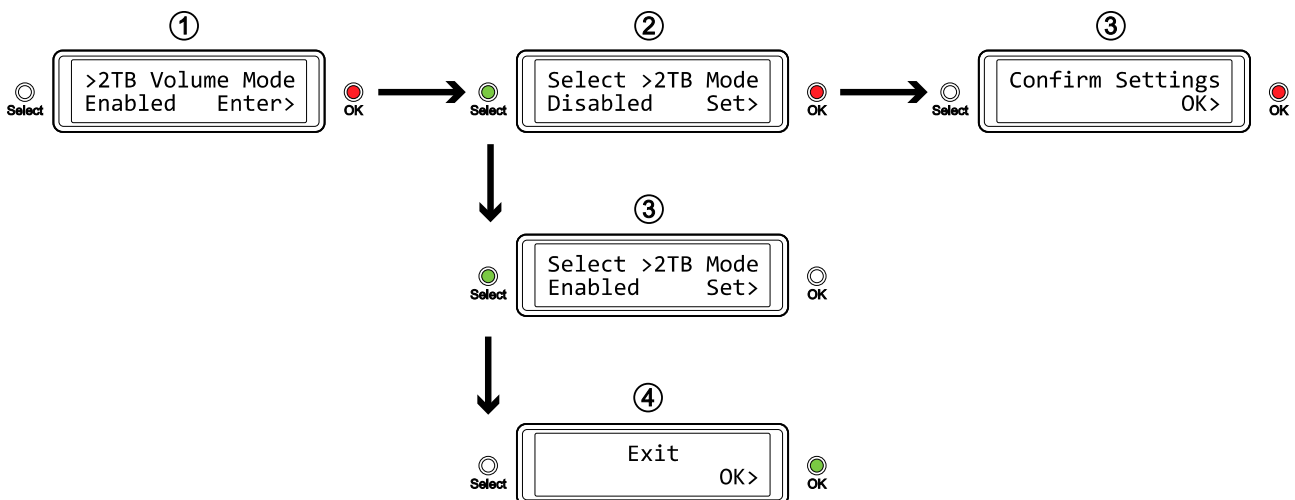 ①
>2TB Volume Mode
Enabled Enter>
Select
OK
②
Select >2TB Mode
Disabled Set>
Select
OK
③
Confirm Settings
OK>
Select
OK
③
Select >2TB Mode
Enabled Set>
Select
OK
④
Exit
OK>
Select
OK